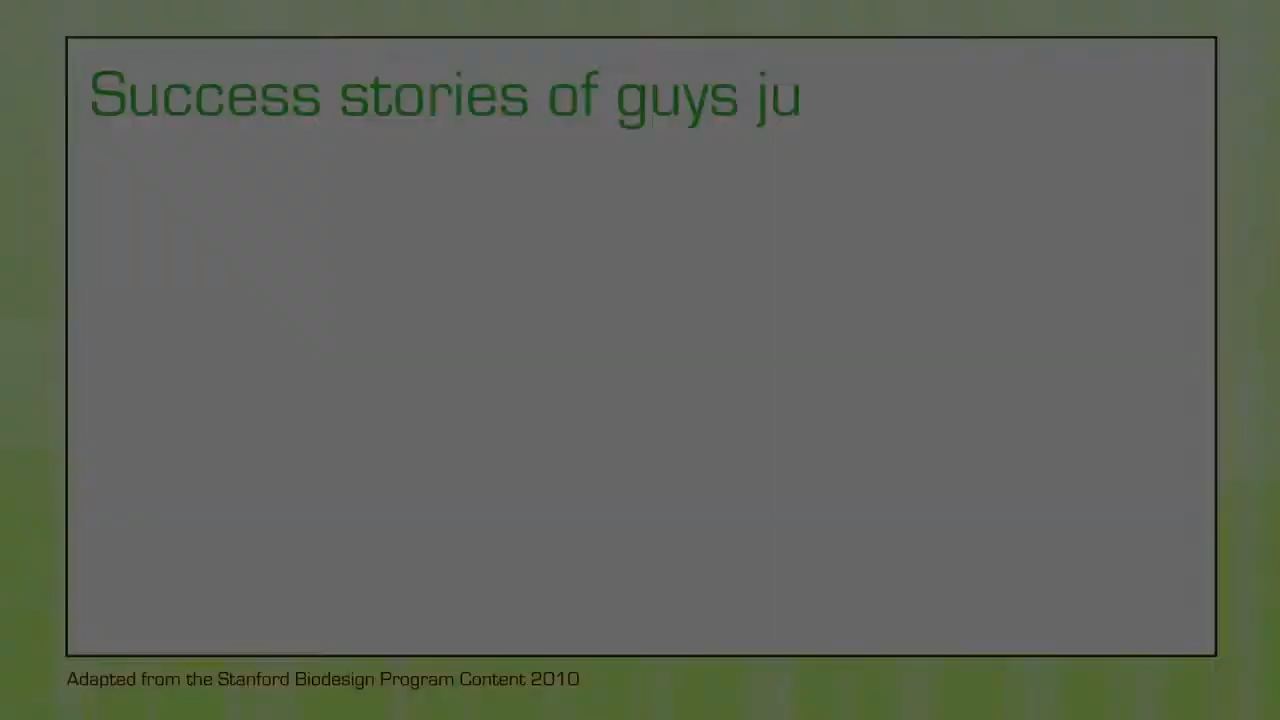 Success stories of guys ju
Adapted from the Stanford Biodesign Program Content 2010